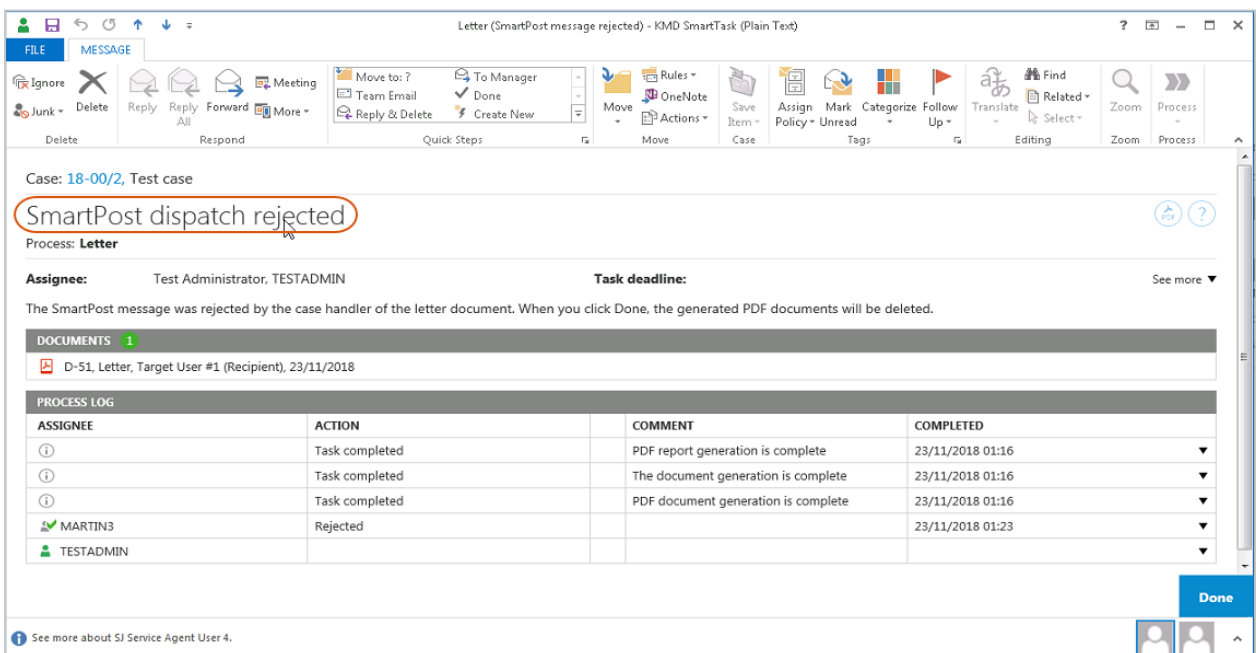 Letter (SmartPost message rejected) - KMD SmartTask (Plain Text)
FILE MESSAGE
Ignore
Junk
Delete
Delete
Reply
Reply All
Forward
Meeting
More
Respond
Move to: ?
Team Email
Reply & Delete
To Manager
Done
Create New
Quick Steps
Move
Rules
OneNote
Actions
Move
Save Item
Case
Assign Policy
Mark Unread
Categorize
Follow Up
Tags
Translate
Find
Related
Select
Editing
Zoom
Zoom
Process
Process
Case: 18-00/2, Test case
SmartPost dispatch rejected
PDF ?
Process: Letter
Assignee: Test Administrator, TESTADMIN Task deadline: See more
The SmartPost message was rejected by the case handler of the letter document. When you click Done, the generated PDF documents will be deleted.
DOCUMENTS 1
D-51, Letter, Target User #1 (Recipient), 23/11/2018
PROCESS LOG
ASSIGNEE ACTION COMMENT COMPLETED
Task completed PDF report generation is complete 23/11/2018 01:16
Task completed The document generation is complete 23/11/2018 01:16
Task completed PDF document generation is complete 23/11/2018 01:16
MARTIN3 Rejected 23/11/2018 01:23
TESTADMIN
Done
See more about SJ Service Agent User 4.